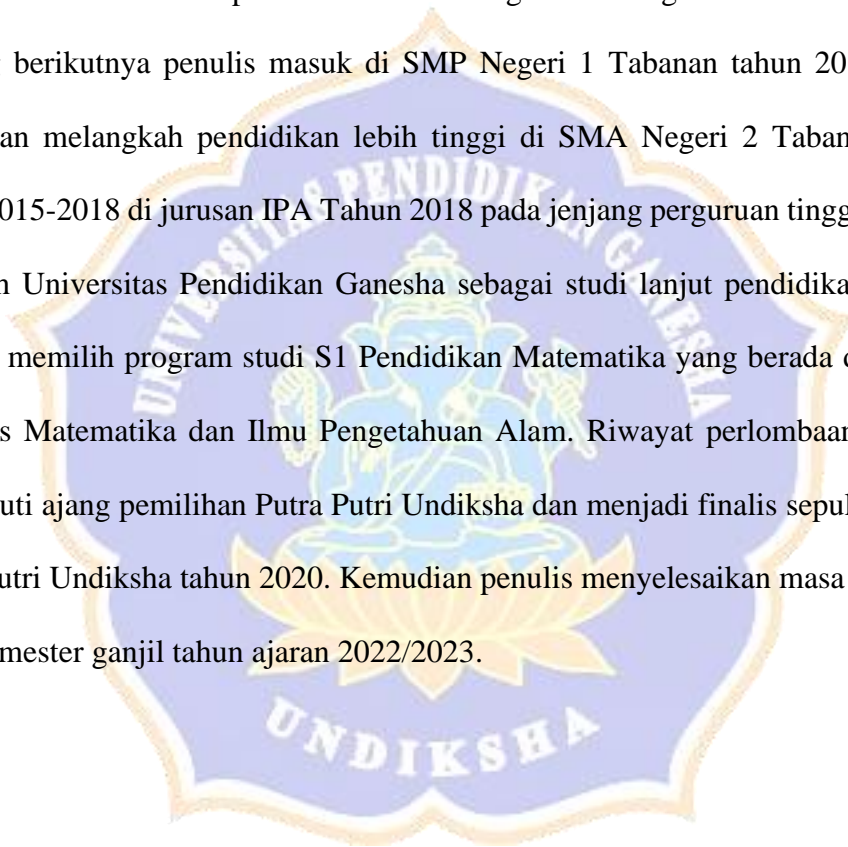 berikutnya penulis masuk di SMP Negeri 1 Tabanan tahun 20
an melangkah pendidikan lebih tinggi di SMA Negeri 2 Taban
015-2018 di jurusan IPA Tahun 2018 pada jenjang perguruan tingg
n Universitas Pendidikan Ganesha sebagai studi lanjut pendidika
memilih program studi S1 Pendidikan Matematika yang berada d
s Matematika dan Ilmu Pengetahuan Alam. Riwayat perlombaan
uti ajang pemilihan Putra Putri Undiksha dan menjadi finalis sepul
utri Undiksha tahun 2020. Kemudian penulis menyelesaikan masa
mester ganjil tahun ajaran 2022/2023.
UNIVERSITAS PENDIDIKAN GANESHA
UNDIKSHA